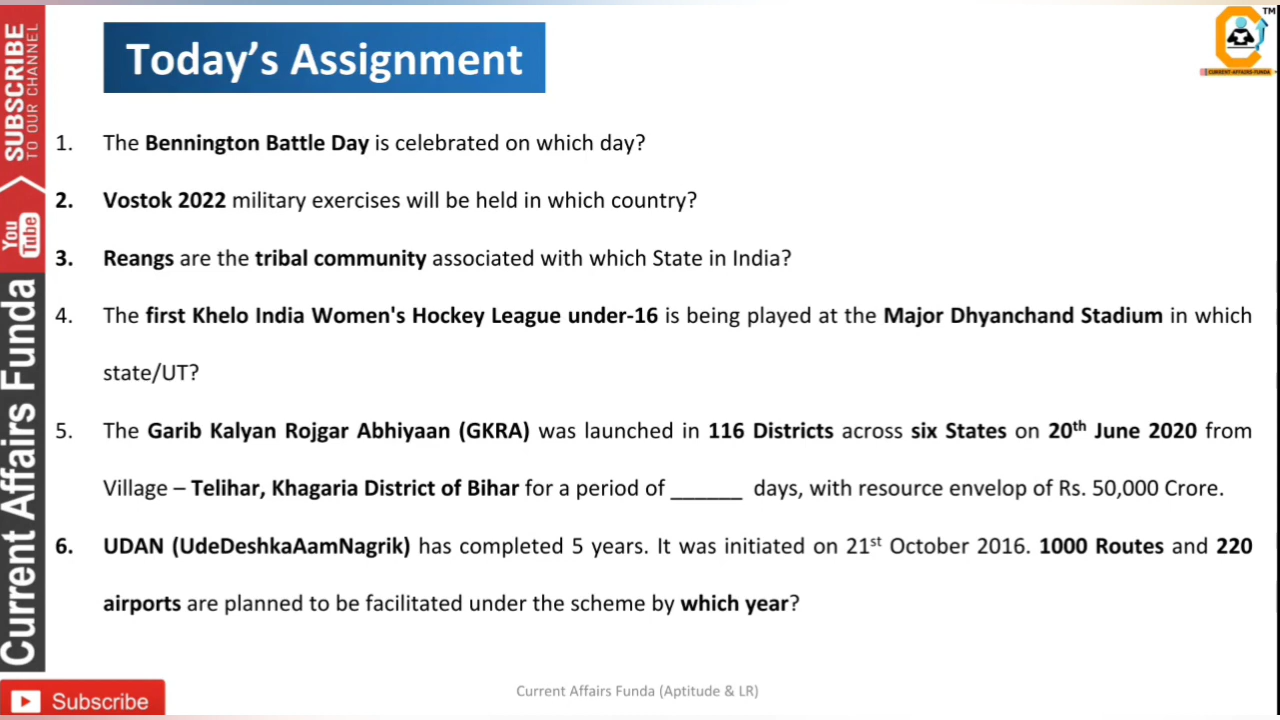 Today's Assignment
1. The Bennington Battle Day is celebrated on which day?
2. Vostok 2022 military exercises will be held in which country?
3. Reangs are the tribal community associated with which State in India?
4. The first Khelo India Women's Hockey League under-16 is being played at the Major Dhyanchand Stadium in which
state/UT?
5. The Garib Kalyan Rojgar Abhiyaan (GKRA) was launched in 116 Districts across six States on 20th June 2020 from
Village – Telihar, Khagaria District of Bihar for a period of ______ days, with resource envelop of Rs. 50,000 Crore.
6. UDAN (UdeDeshkaAamNagrik) has completed 5 years. It was initiated on 21st October 2016. 1000 Routes and 220
airports are planned to be facilitated under the scheme by which year?
Current Affairs Funda (Aptitude & LR)
SUBSCRIBE
TO OUR CHANNEL
You
Tube
Current Affairs Funda
Subscribe
CURRENT AFFAIRS FUNDA
TM